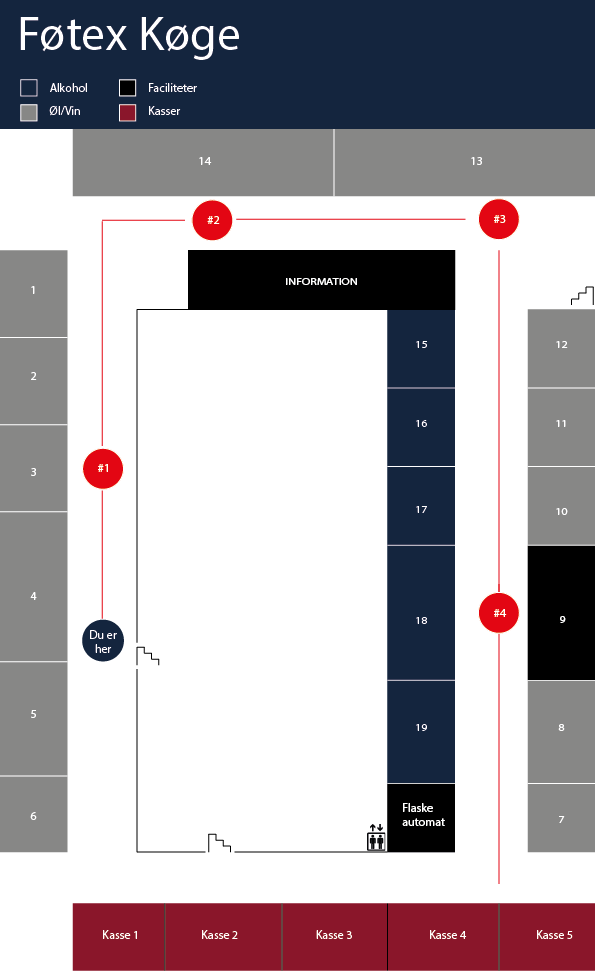 Føtex Køge
Alkohol
Faciliteter
Øl/Vin
Kasser
14
13
#2
#3
1
INFORMATION
15
12
2
16
11
#1
3
17
10
4
#4
18
9
Du er
her
5
19
8
6
Flaske
automat
7
Kasse 1
Kasse 2
Kasse 3
Kasse 4
Kasse 5